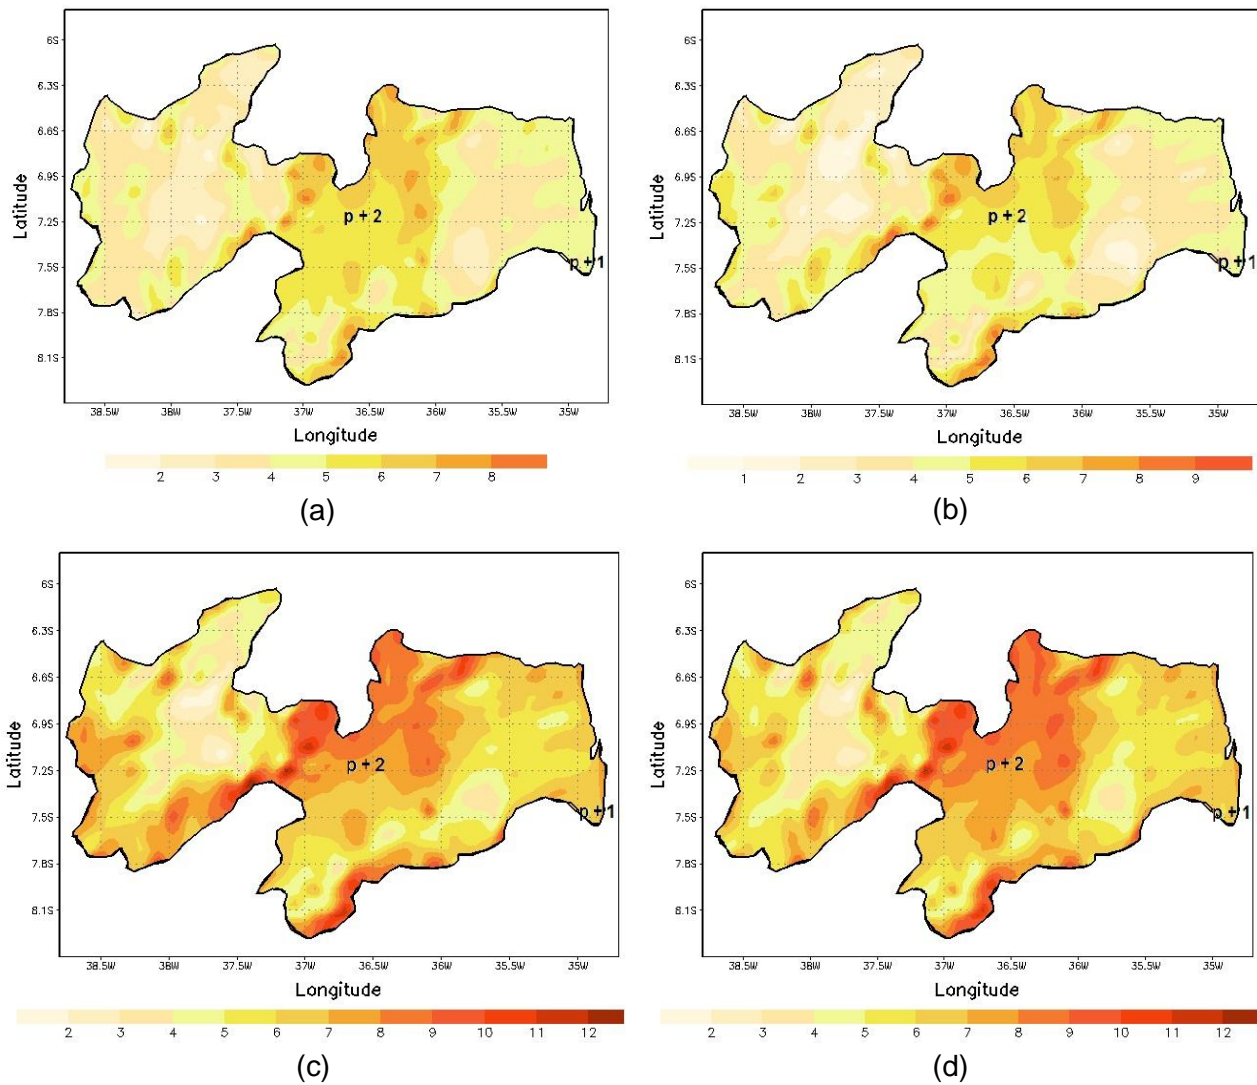 6S
6.3S
6.6S
6.9S
7.2S
7.5S
7.8S
8.1S
Latitude
p + 2
p + 1
38.5W 38W 37.5W 37W 36.5W 36W 35.5W 35W
Longitude
2 3 4 5 6 7 8
(a)
6S
6.3S
6.6S
6.9S
7.2S
7.5S
7.8S
8.1S
Latitude
p + 2
p + 1
38.5W 38W 37.5W 37W 36.5W 36W 35.5W 35W
Longitude
1 2 3 4 5 6 7 8 9
(b)
6S
6.3S
6.6S
6.9S
7.2S
7.5S
7.8S
8.1S
Latitude
p + 2
p + 1
38.5W 38W 37.5W 37W 36.5W 36W 35.5W 35W
Longitude
2 3 4 5 6 7 8 9 10 11 12
(c)
6S
6.3S
6.6S
6.9S
7.2S
7.5S
7.8S
8.1S
Latitude
p + 2
p + 1
38.5W 38W 37.5W 37W 36.5W 36W 35.5W 35W
Longitude
2 3 4 5 6 7 8 9 10 11 12
(d)